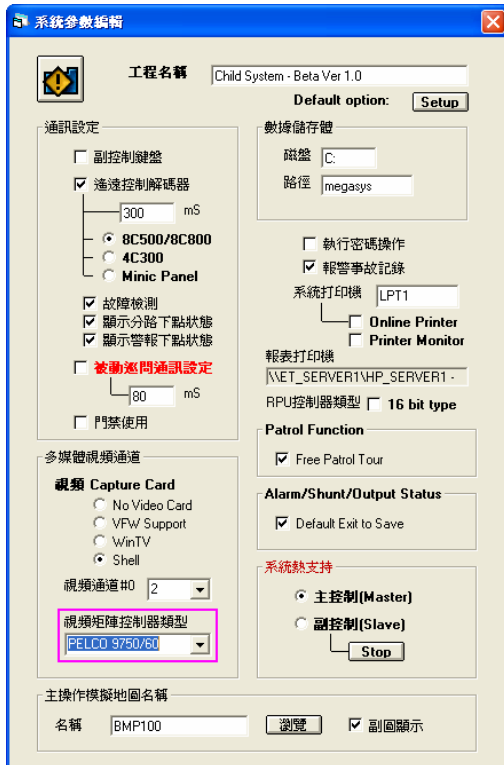 系統參數編輯
工程名稱 Child System - Beta Ver 1.0
Default option: Setup
通訊設定
副控制鍵盤
遙遠控制解碼器
300 mS
8C500/8C800
4C300
Minic Panel
故障檢測
顯示分路下點狀態
顯示警報下點狀態
被動巡問通訊設定
80 mS
門禁使用
數據儲存體
磁盤 C:
路徑 megasys
執行密碼操作
報警事故記錄
系統打印機 LPT1
Online Printer
Printer Monitor
報表打印機
\\ET_SERVER1\HP_SERVER1 -
RPU控制器類型 16 bit type
Patrol Function
Free Patrol Tour
Alarm/Shunt/Output Status
Default Exit to Save
多媒體視頻通道
視頻 Capture Card
No Video Card
VFW Support
WinTV
Shell
視頻通道#0 2
視頻矩陣控制器類型
PELCO 9750/60
系統熱支持
主控制(Master)
副控制(Slave)
Stop
主操作模擬地圖名稱
名稱 BMP100 瀏覽 副圖顯示